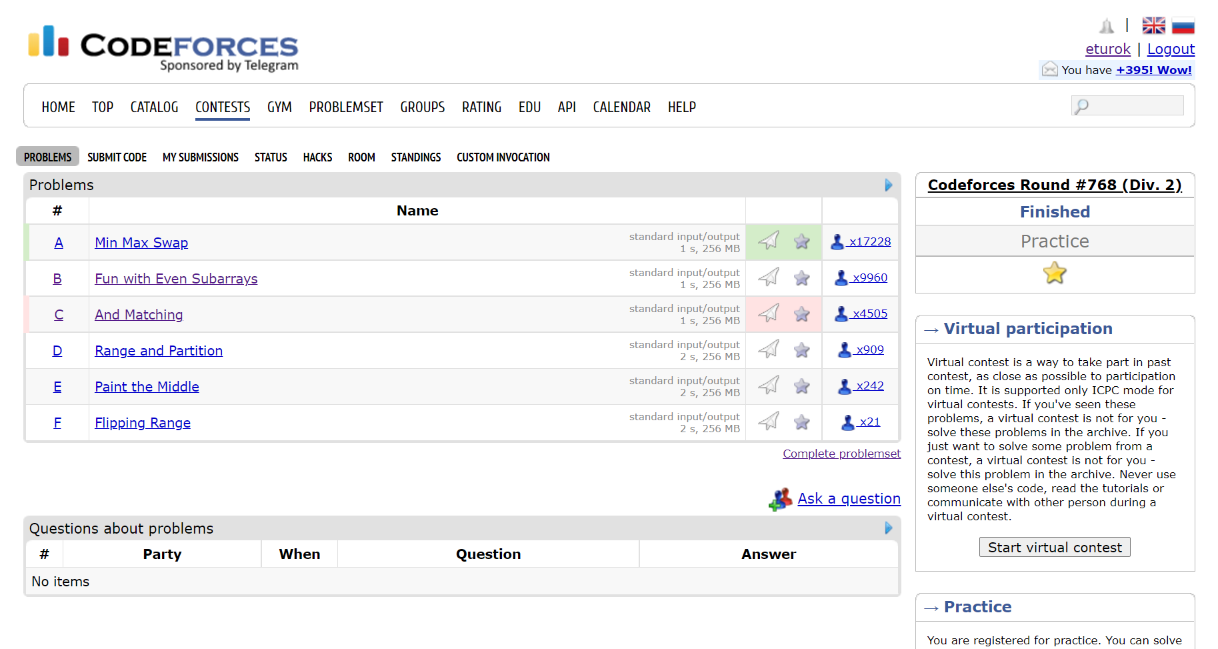 CODEFORCES
Sponsored by Telegram
|
eturok | Logout
You have +395! Wow!
HOME TOP CATALOG CONTESTS GYM PROBLEMSET GROUPS RATING EDU API CALENDAR HELP
PROBLEMS SUBMIT CODE MY SUBMISSIONS STATUS HACKS ROOM STANDINGS CUSTOM INVOCATION
Problems
# Name
A Min Max Swap standard input/output
1 s, 256 MB x17228
B Fun with Even Subarrays standard input/output
1 s, 256 MB x9960
C And Matching standard input/output
1 s, 256 MB x4505
D Range and Partition standard input/output
2 s, 256 MB x909
E Paint the Middle standard input/output
2 s, 256 MB x242
F Flipping Range standard input/output
2 s, 256 MB x21
Complete problemset
Ask a question
Questions about problems
# Party When Question Answer
No items
Codeforces Round #768 (Div. 2)
Finished
Practice
→ Virtual participation
Virtual contest is a way to take part in past
contest, as close as possible to participation
on time. It is supported only ICPC mode for
virtual contests. If you've seen these
problems, a virtual contest is not for you -
solve these problems in the archive. If you
just want to solve some problem from a
contest, a virtual contest is not for you -
solve this problem in the archive. Never use
someone else's code, read the tutorials or
communicate with other person during a
virtual contest.
Start virtual contest
→ Practice
You are registered for practice. You can solve